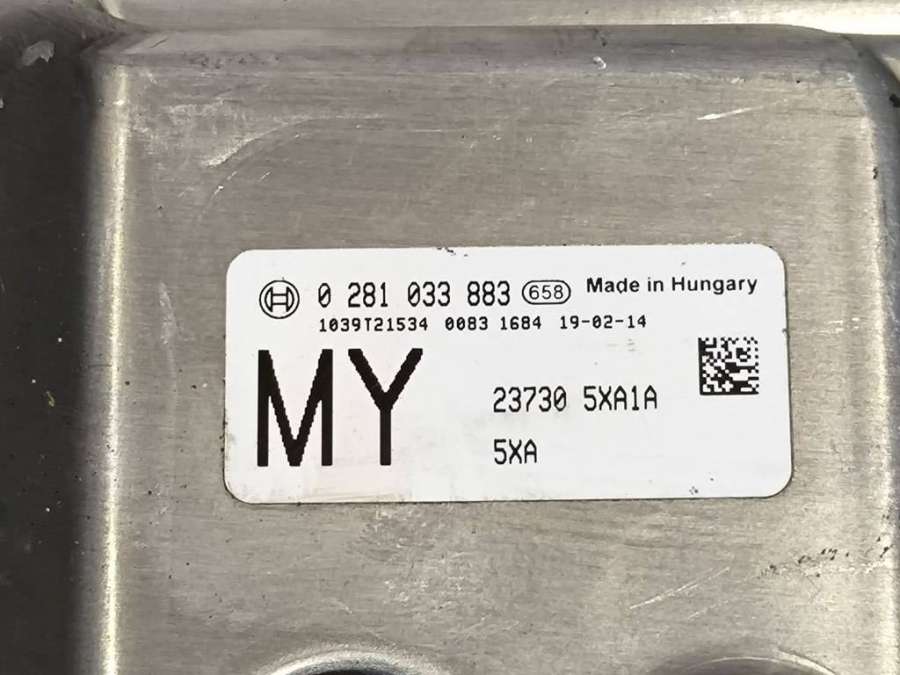 0 281 033 883 658 Made in Hungary
1039T21534 0083 1684 19-02-14
MY
23730 5XA1A
5XA